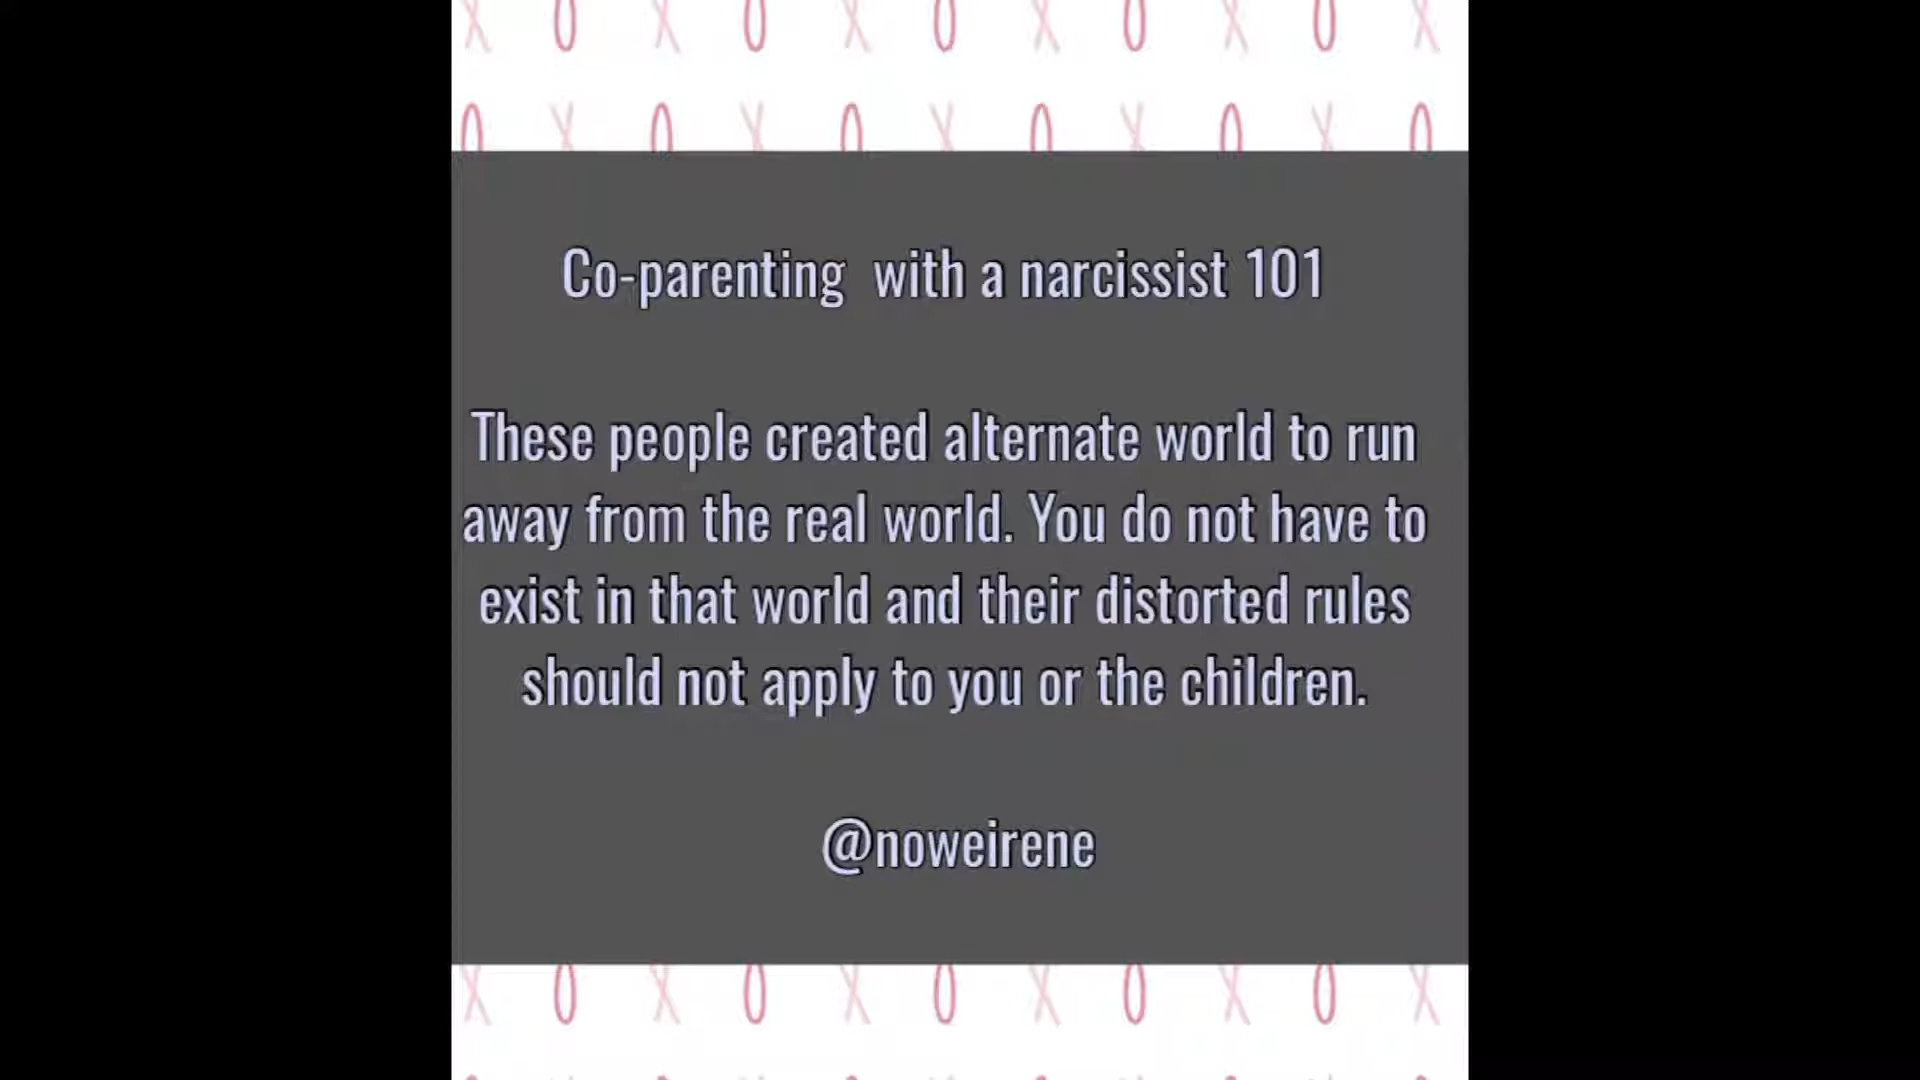 X O X O X O X O X O X
O X O X O X O X O X O
Co-parenting  with a narcissist 101
These people created alternate world to run
away from the real world. You do not have to
exist in that world and their distorted rules
should not apply to you or the children.
@noweirene
X O X O X O X O X O X